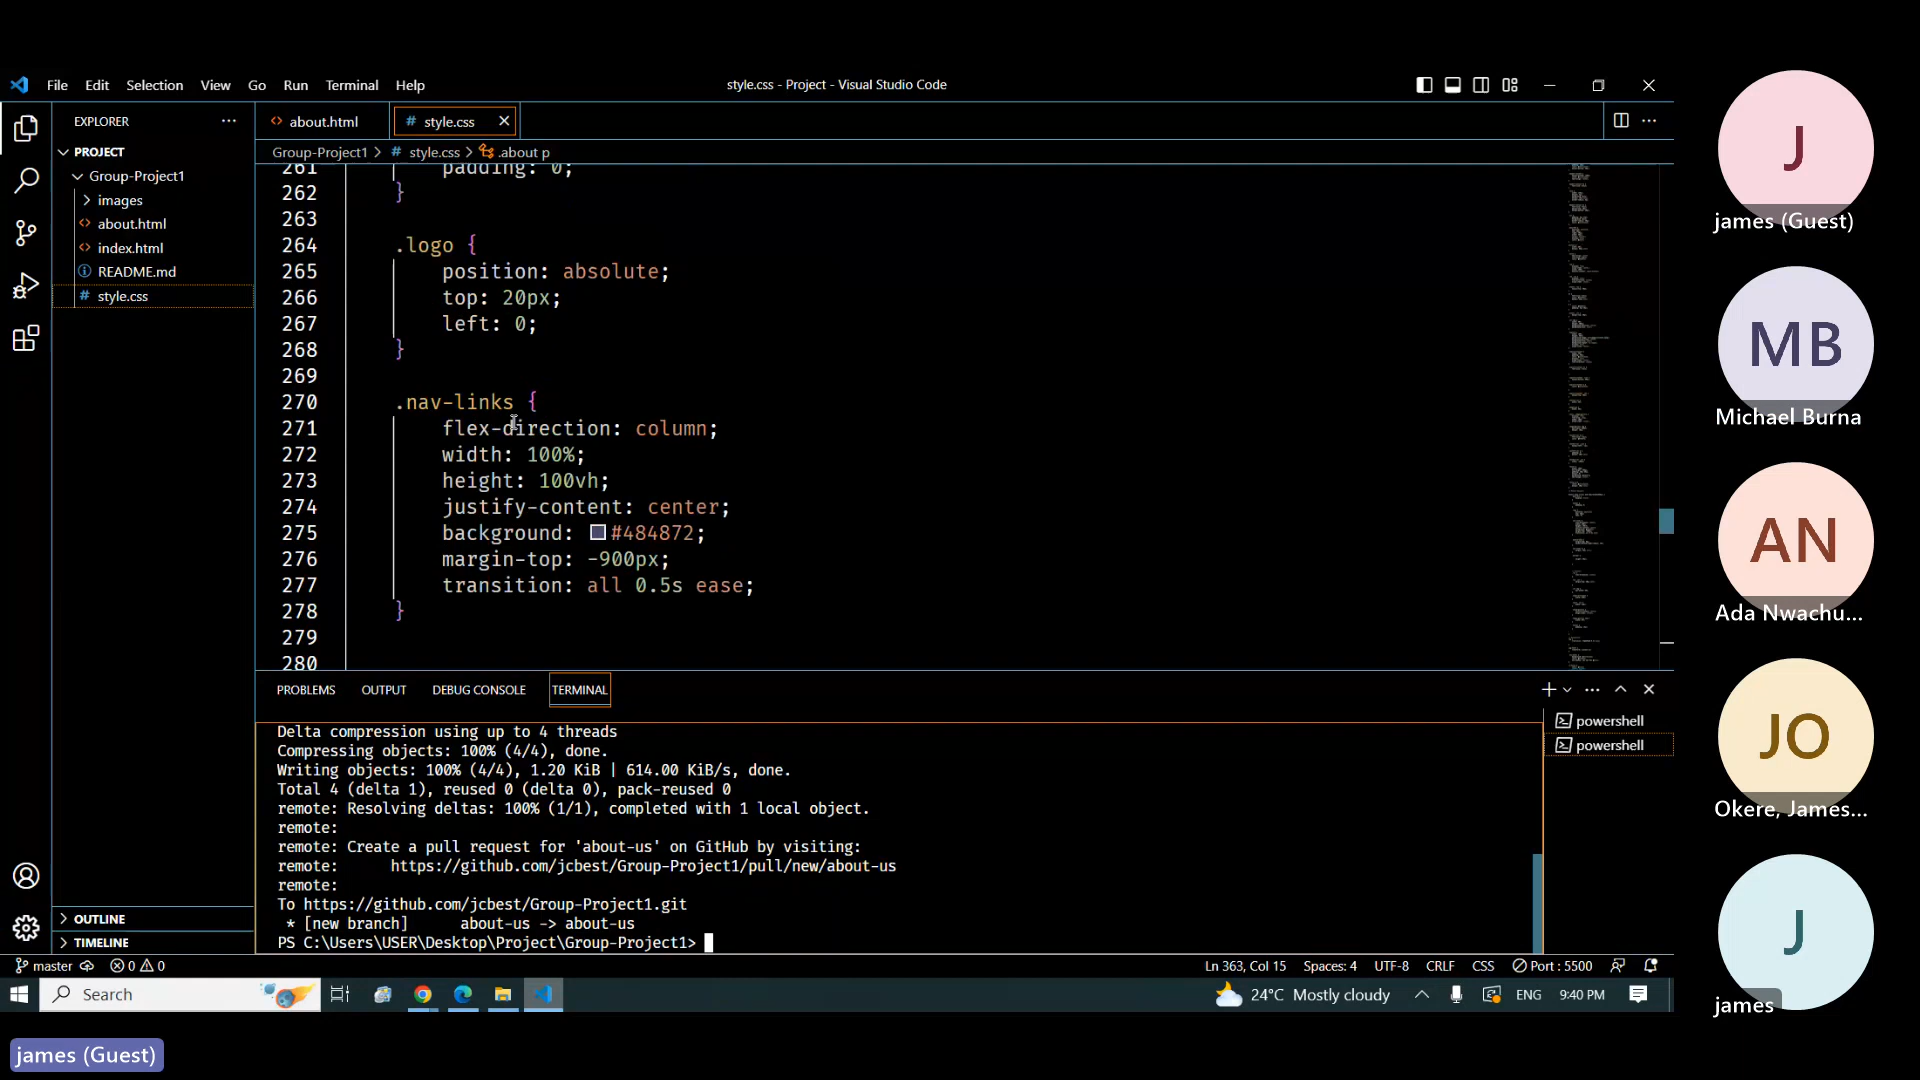 File Edit Selection View Go Run Terminal Help
style.css - Project - Visual Studio Code
EXPLORER
PROJECT
Group-Project1
images
about.html
index.html
README.md
style.css
OUTLINE
TIMELINE
about.html
# style.css
Group-Project1 > # style.css > .about p
261 padding: 0;
262 }
263
264 .logo {
265 position: absolute;
266 top: 20px;
267 left: 0;
268 }
269
270 .nav-links {
271 flex-direction: column;
272 width: 100%;
273 height: 100vh;
274 justify-content: center;
275 background: #484872;
276 margin-top: -900px;
277 transition: all 0.5s ease;
278 }
279
280
PROBLEMS OUTPUT DEBUG CONSOLE TERMINAL
Delta compression using up to 4 threads
Compressing objects: 100% (4/4), done.
Writing objects: 100% (4/4), 1.20 KiB | 614.00 KiB/s, done.
Total 4 (delta 1), reused 0 (delta 0), pack-reused 0
remote: Resolving deltas: 100% (1/1), completed with 1 local object.
remote:
remote: Create a pull request for 'about-us' on GitHub by visiting:
remote: https://github.com/jcbest/Group-Project1/pull/new/about-us
remote:
To https://github.com/jcbest/Group-Project1.git
* [new branch] about-us -> about-us
PS C:\Users\USER\Desktop\Project\Group-Project1>
powershell
powershell
master 0 0
Ln 363, Col 15 Spaces: 4 UTF-8 CRLF CSS Port : 5500
Search
24°C Mostly cloudy ENG 9:40 PM
james (Guest)
J
james (Guest)
MB
Michael Burna
AN
Ada Nwachu...
JO
Okere, James...
J
james